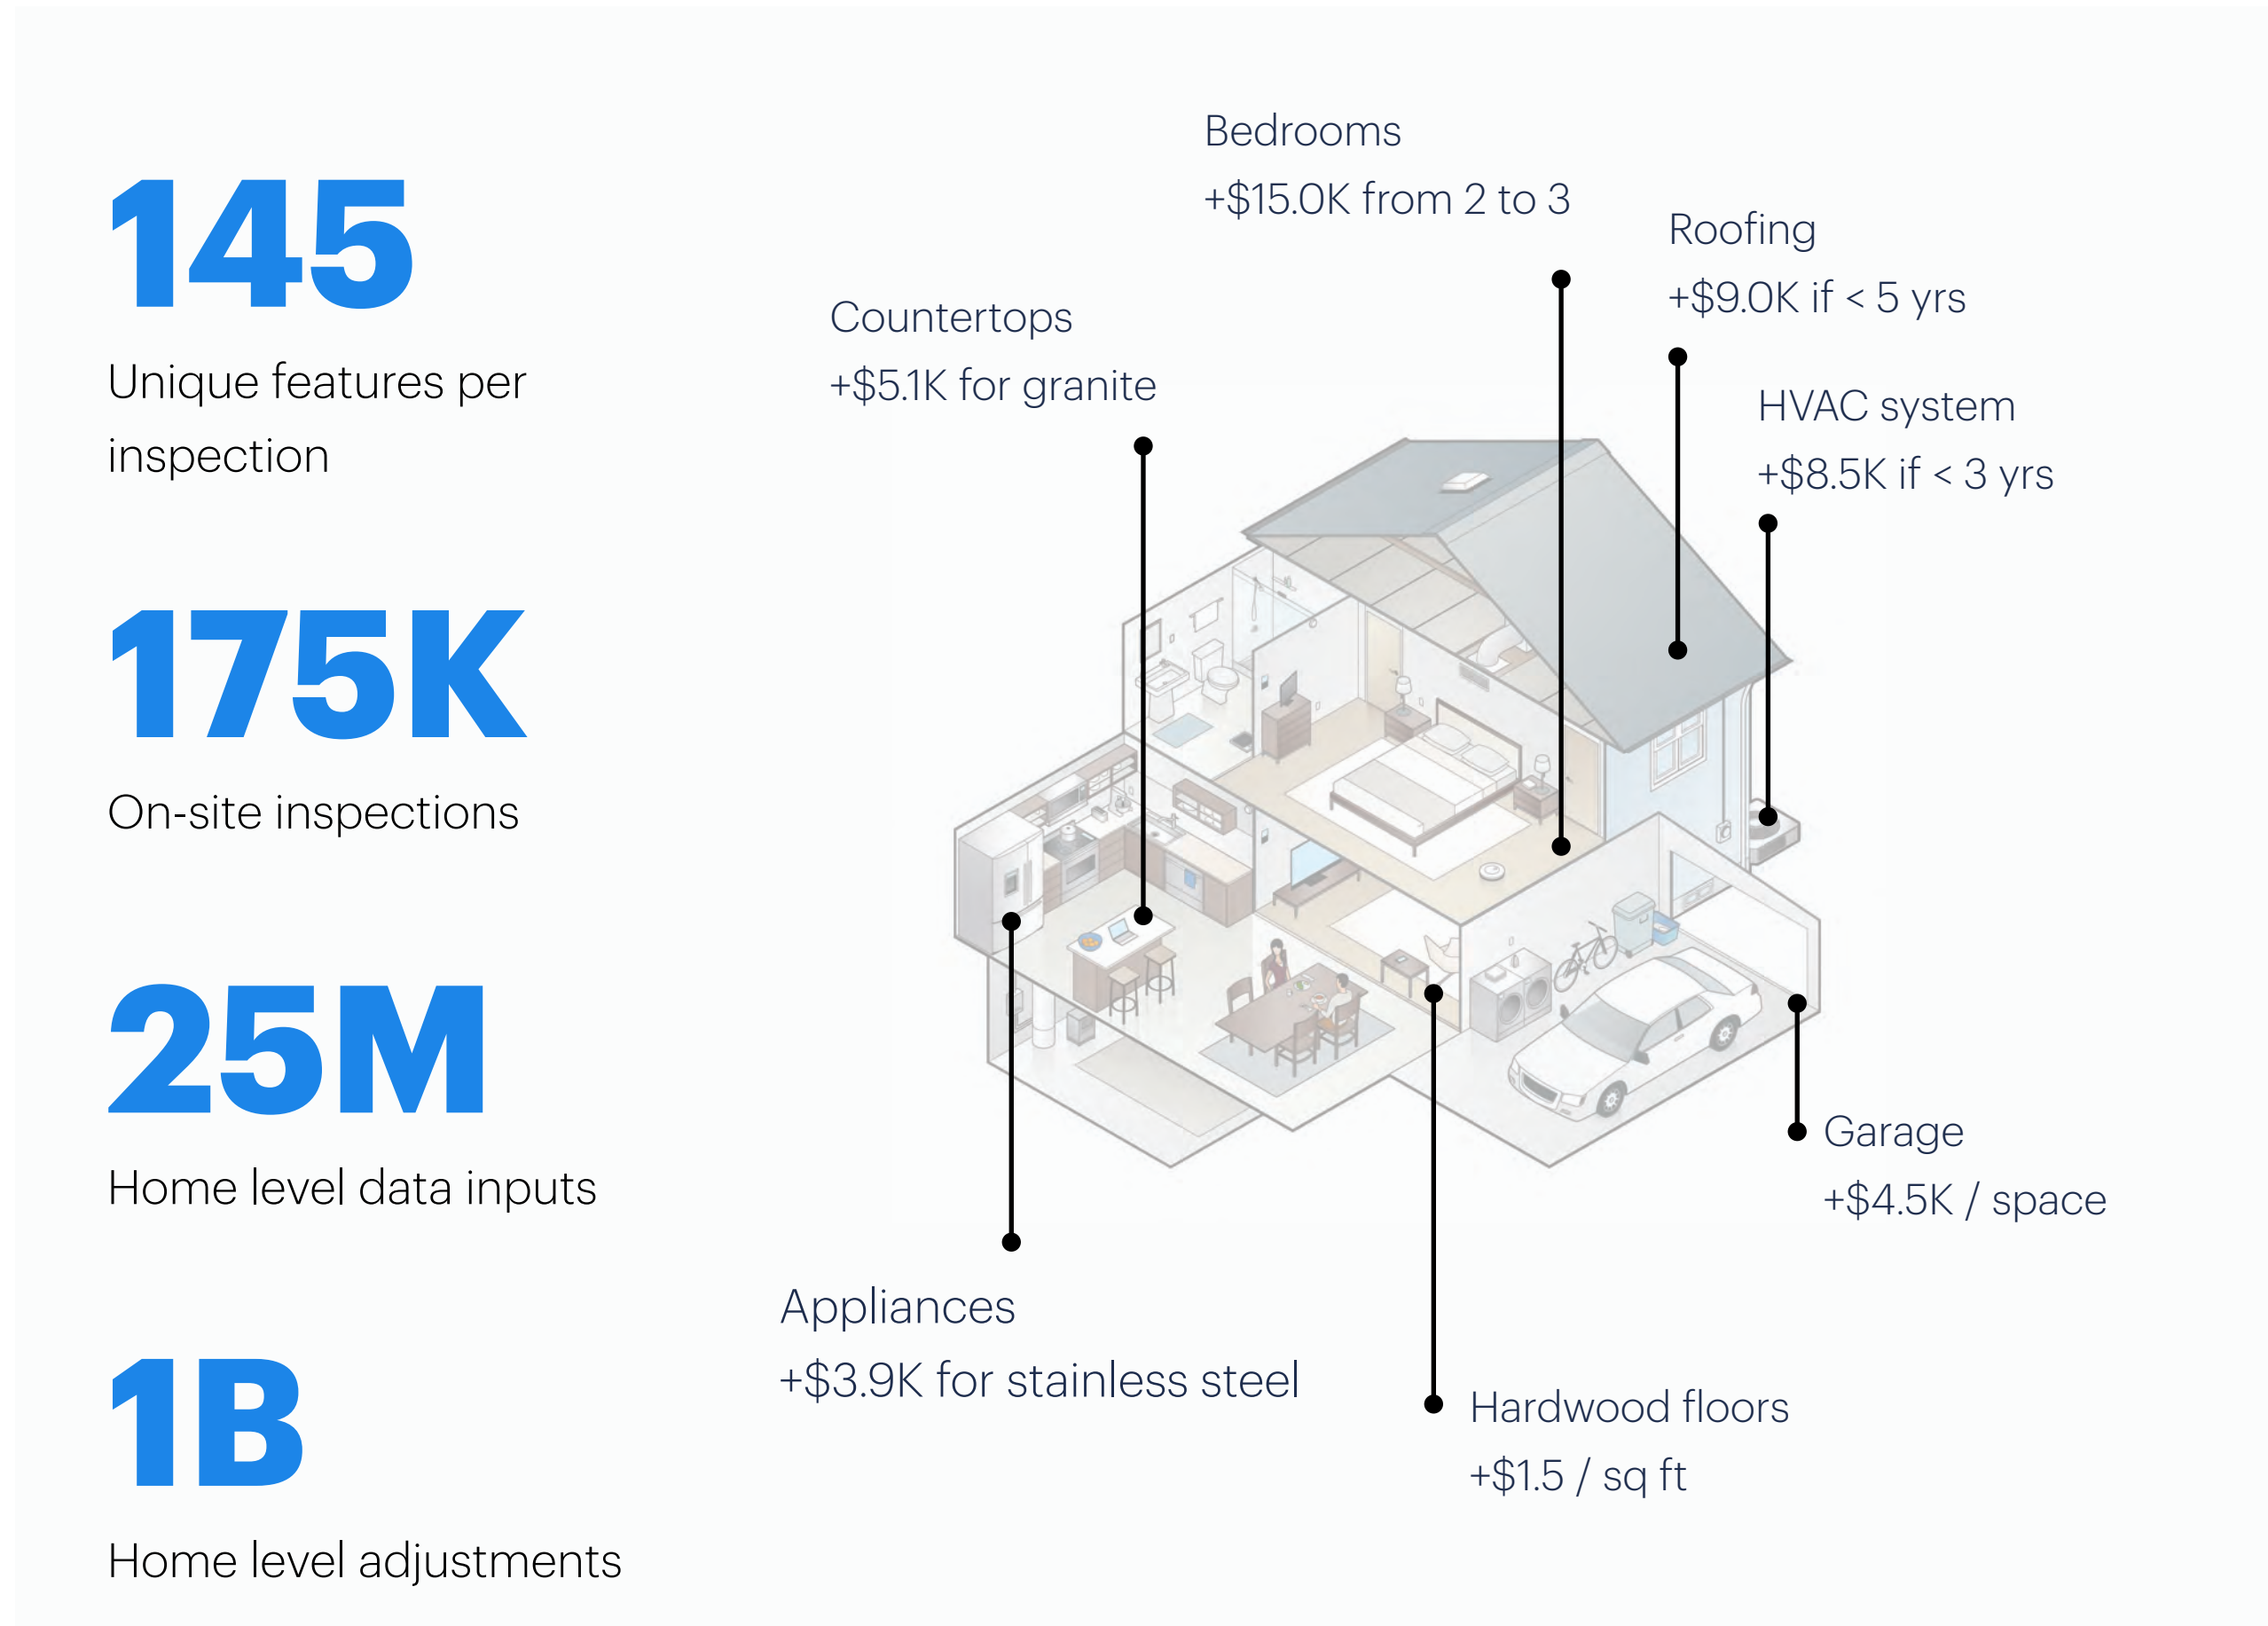 145
Unique features per
inspection
175K
On-site inspections
25M
Home level data inputs
1B
Home level adjustments
Bedrooms
+$15.0K from 2 to 3
Roofing
+$9.0K if < 5 yrs
Countertops
+$5.1K for granite
HVAC system
+$8.5K if < 3 yrs
Garage
+$4.5K / space
Appliances
+$3.9K for stainless steel
Hardwood floors
+$1.5 / sq ft